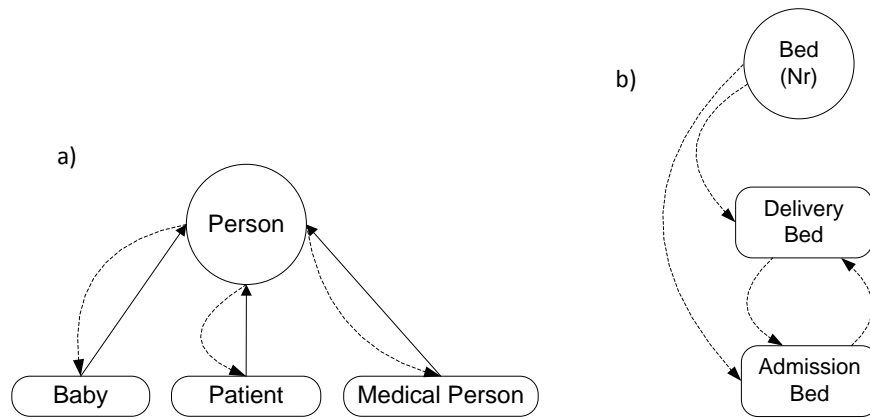 a)
Person
Baby
Patient
Medical Person
b)
Bed
(Nr)
Delivery
Bed
Admission
Bed